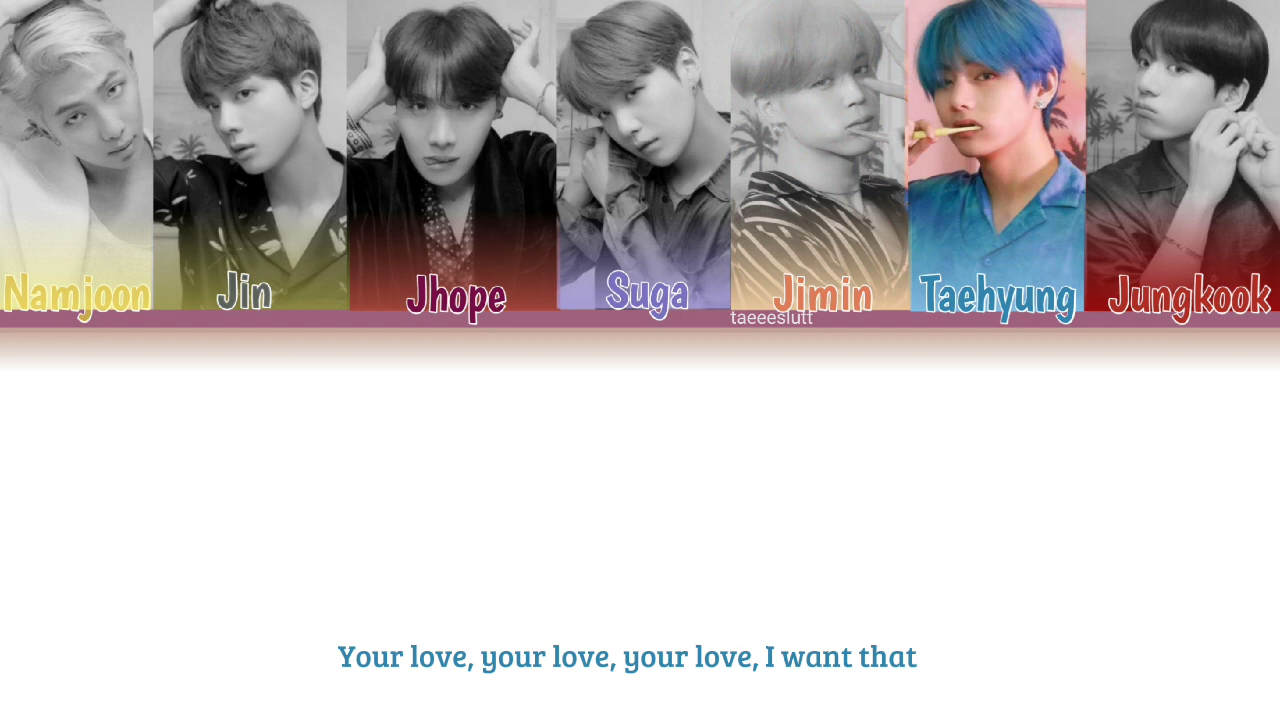 Namjoon Jin Jhope Suga Jimin Taehyung Jungkook
taeeeslutt
Your love, your love, your love, I want that